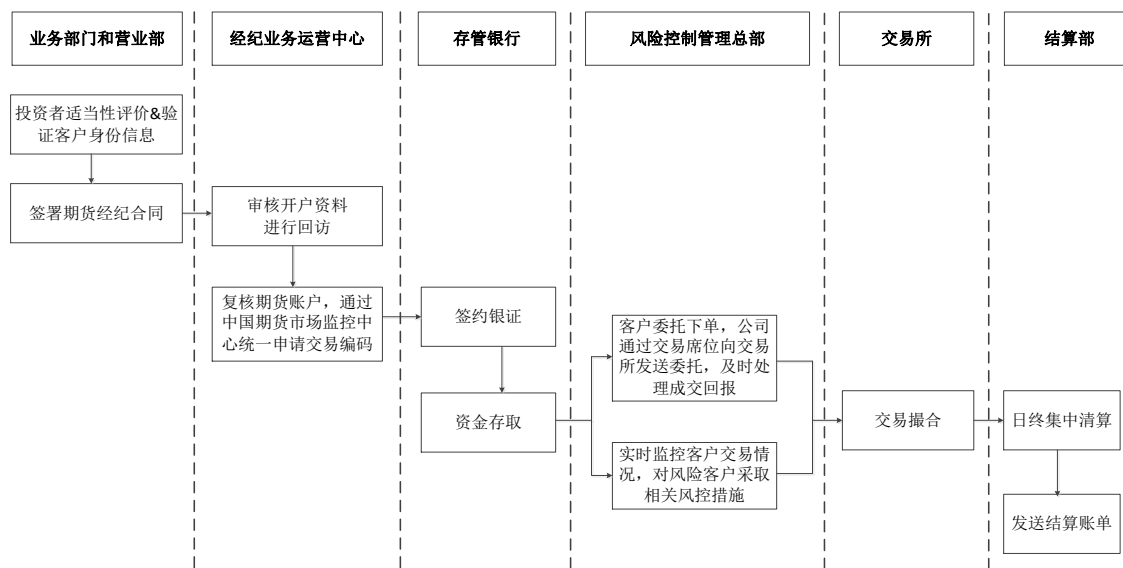 业务部门和营业部
经纪业务运营中心
存管银行
风险控制管理总部
交易所
结算部
投资者适当性评价&验
证客户身份信息
签署期货经纪合同
审核开户资料
进行回访
复核期货账户，通过
中国期货市场监控中
心统一申请交易编码
签约银证
资金存取
客户委托下单，公司
通过交易席位向交易
所发送委托，及时处
理成交回报
实时监控客户交易情
况，对风险客户采取
相关风控措施
交易撮合
日终集中清算
发送结算账单